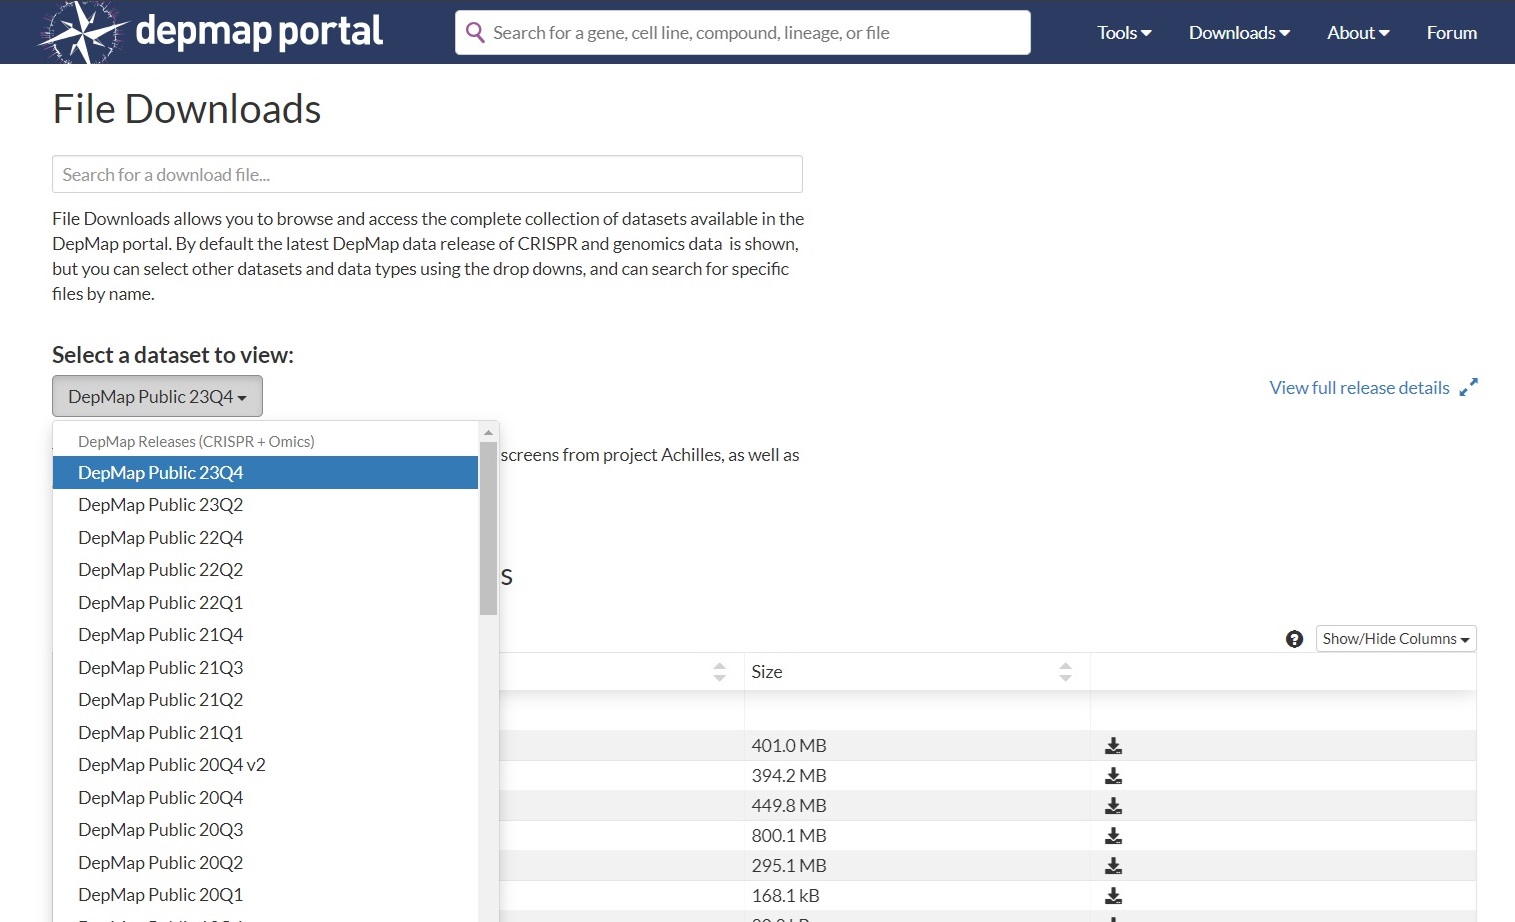 depmap portal
Search for a gene, cell line, compound, lineage, or file
Tools
Downloads
About
Forum
File Downloads
Search for a download file...
File Downloads allows you to browse and access the complete collection of datasets available in the
DepMap portal. By default the latest DepMap data release of CRISPR and genomics data is shown,
but you can select other datasets and data types using the drop downs, and can search for specific
files by name.
Select a dataset to view:
DepMap Public 23Q4
View full release details
DepMap Releases (CRISPR + Omics)
screens from project Achilles, as well as
DepMap Public 23Q4
DepMap Public 23Q2
DepMap Public 22Q4
DepMap Public 22Q2
s
DepMap Public 22Q1
DepMap Public 21Q4
? Show/Hide Columns
DepMap Public 21Q3
Size
DepMap Public 21Q2
DepMap Public 21Q1
401.0 MB
DepMap Public 20Q4 v2
394.2 MB
DepMap Public 20Q4
449.8 MB
DepMap Public 20Q3
800.1 MB
DepMap Public 20Q2
295.1 MB
DepMap Public 20Q1
168.1 kB